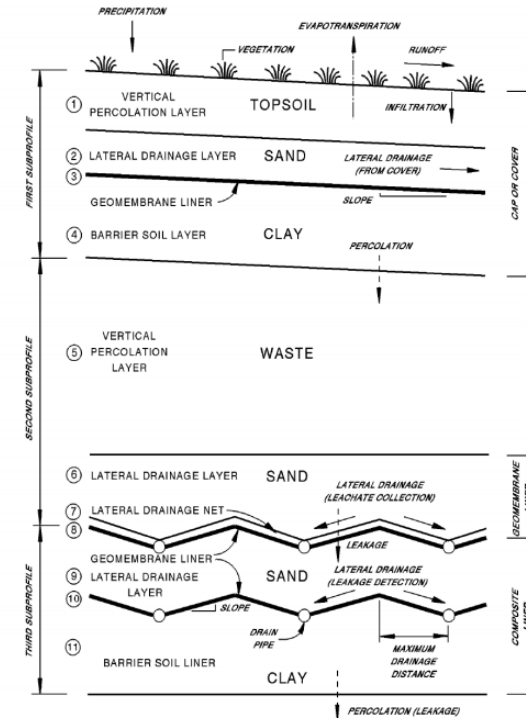 PRECIPITATION
EVAPOTRANSPIRATION
VEGETATION
RUNOFF
① VERTICAL
PERCOLATION LAYER
TOPSOIL
INFILTRATION
② LATERAL DRAINAGE LAYER
SAND
LATERAL DRAINAGE
(FROM COVER)
③
GEOMEMBRANE LINER
SLOPE
④ BARRIER SOIL LAYER
CLAY
PERCOLATION
FIRST SUBPROFILE
CAP OR COVER
⑤ VERTICAL
PERCOLATION
LAYER
WASTE
SECOND SUBPROFILE
⑥ LATERAL DRAINAGE LAYER
SAND
LATERAL DRAINAGE
(LEACHATE COLLECTION)
⑦ LATERAL DRAINAGE NET
⑧
GEOMEMBRANE LINER
LEAKAGE
GEOMEMBRANE
⑨ LATERAL DRAINAGE
LAYER
SAND
LATERAL DRAINAGE
(LEAKAGE DETECTION)
⑩
SLOPE
DRAIN
PIPE
MAXIMUM
DRAINAGE
DISTANCE
⑪
BARRIER SOIL LINER
CLAY
THIRD SUBPROFILE
COMPOSITE
PERCOLATION (LEAKAGE)